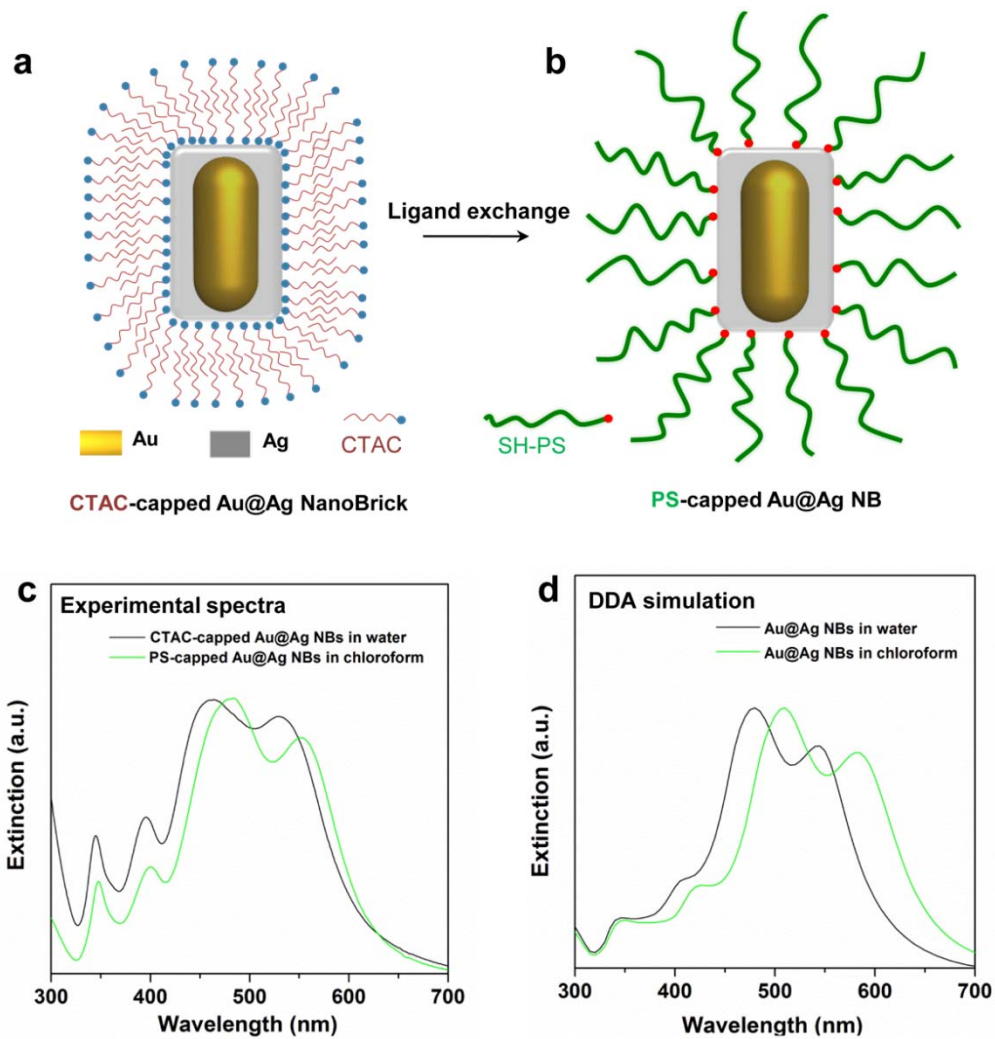 a
b
Ligand exchange
Au
Ag
CTAC
SH-PS
CTAC-capped Au@Ag NanoBrick
PS-capped Au@Ag NB
c
Experimental spectra
CTAC-capped Au@Ag NBs in water
PS-capped Au@Ag NBs in chloroform
Extinction (a.u.)
300 400 500 600 700
Wavelength (nm)
d
DDA simulation
Au@Ag NBs in water
Au@Ag NBs in chloroform
Extinction (a.u.)
300 400 500 600 700
Wavelength (nm)